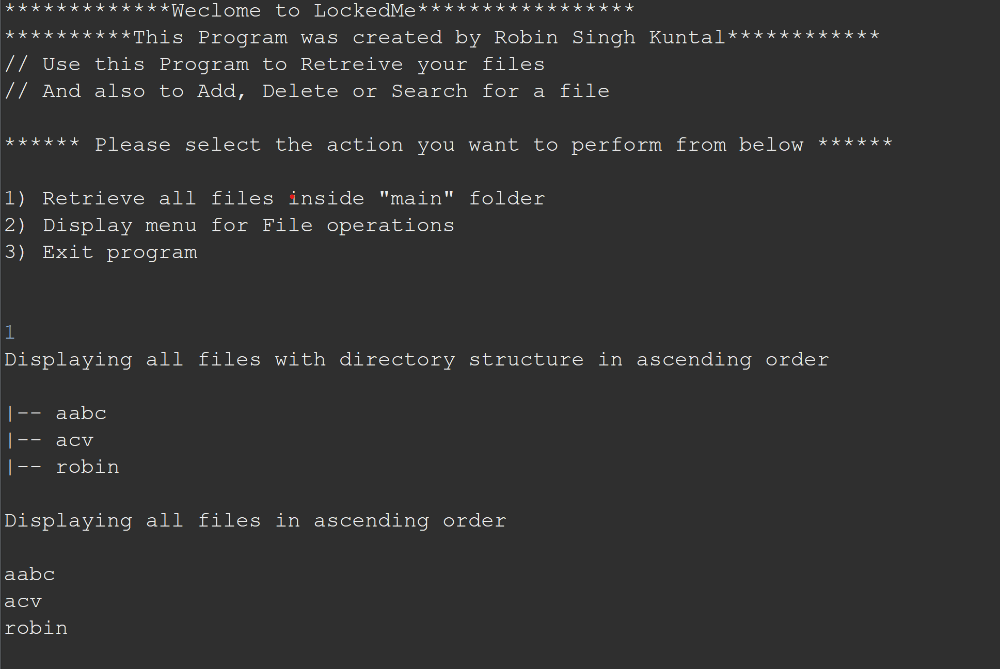 *************Weclome to LockedMe*****************
**********This Program was created by Robin Singh Kuntal************
// Use this Program to Retreive your files
// And also to Add, Delete or Search for a file
****** Please select the action you want to perform from below ******
1) Retrieve all files inside "main" folder
2) Display menu for File operations
3) Exit program
1
Displaying all files with directory structure in ascending order
|-- aabc
|-- acv
|-- robin
Displaying all files in ascending order
aabc
acv
robin